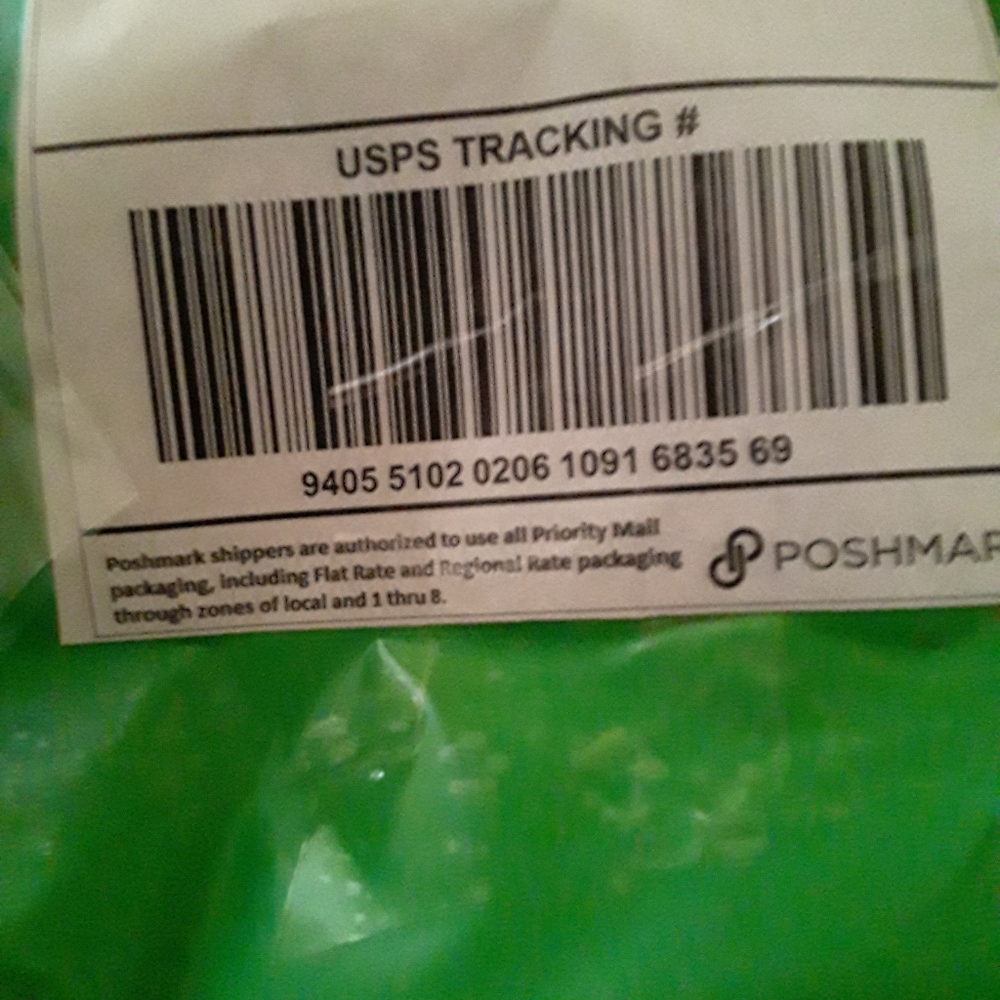 USPS TRACKING #
9405 5102 0206 1091 6835 69
Poshmark shippers are authorized to use all Priority Mail
packaging, including Flat Rate and Regional Rate packaging
through zones of local and 1 thru 8.
POSHMAR